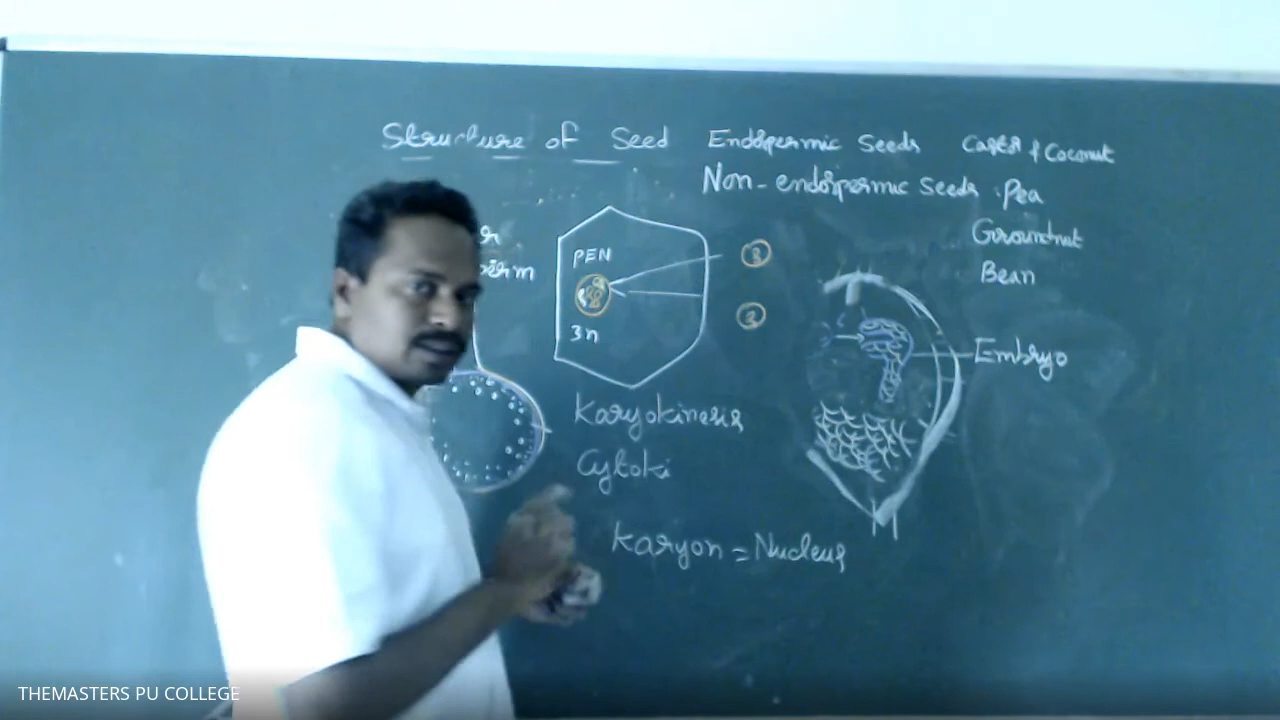 Structure of Seed Endospermic Seeds Castor & Coconut
Non-endospermic Seeds : Pea
Groundnut
Bean
PEN
3n
Embryo
Karyokinesis
Cytoki
Karyon = Nucleus
THEMASTERS PU COLLEGE